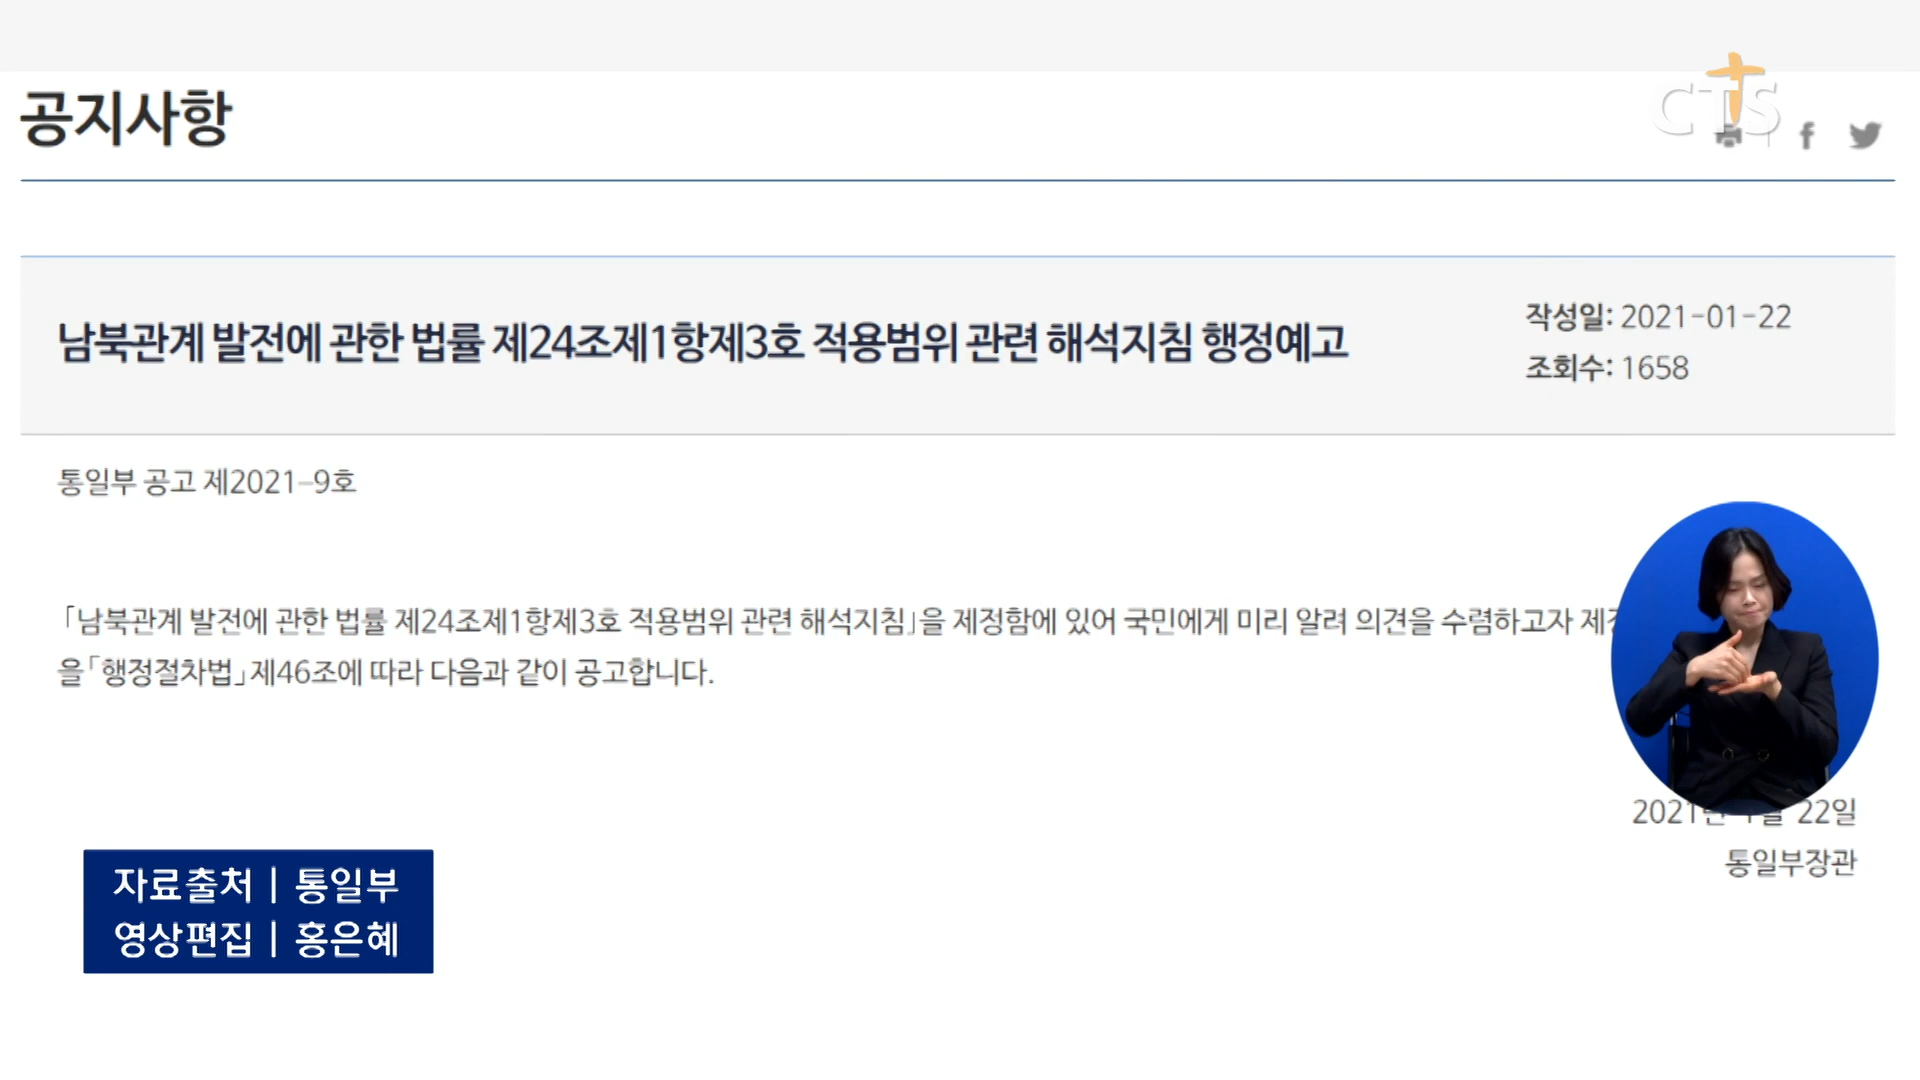 공지사항
CTS
남북관계 발전에 관한 법률 제24조제1항제3호 적용범위 관련 해석지침 행정예고
작성일: 2021-01-22
조회수: 1658
통일부 공고 제2021-9호
「남북관계 발전에 관한 법률 제24조제1항제3호 적용범위 관련 해석지침」을 제정함에 있어 국민에게 미리 알려 의견을 수렴하고자
을「행정절차법」제46조에 따라 다음과 같이 공고합니다.
2021년 1월 22일
통일부장관
자료출처 | 통일부
영상편집 | 홍은혜